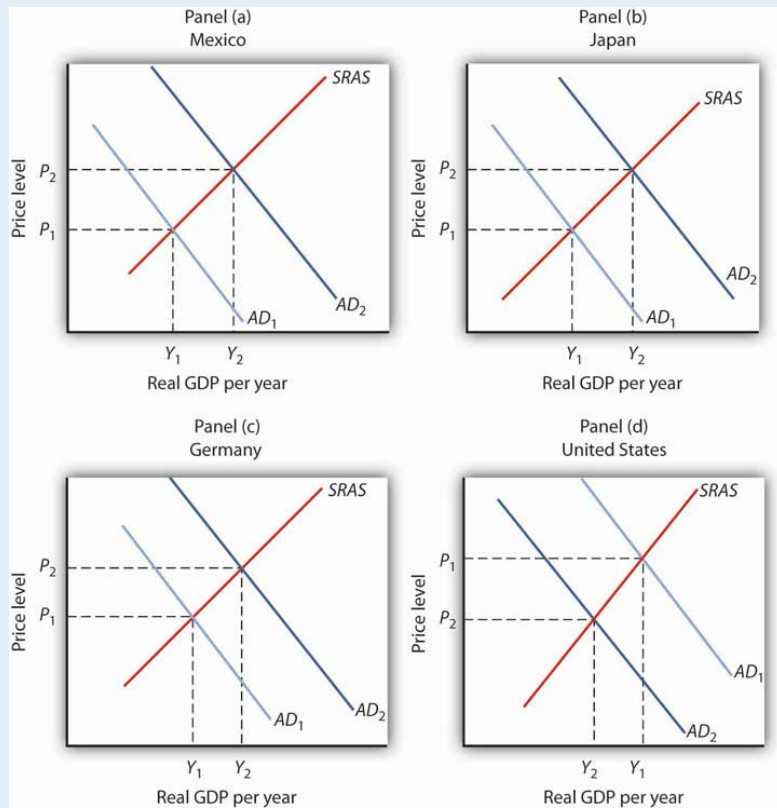 Panel (a)
Mexico
SRAS
P2
P1
Price level
AD2
AD1
Y1 Y2
Real GDP per year
Panel (b)
Japan
SRAS
P2
P1
Price level
AD2
AD1
Y1 Y2
Real GDP per year
Panel (c)
Germany
SRAS
P2
P1
Price level
AD1
AD2
Y1 Y2
Real GDP per year
Panel (d)
United States
SRAS
P1
P2
Price level
AD1
AD2
Y2 Y1
Real GDP per year